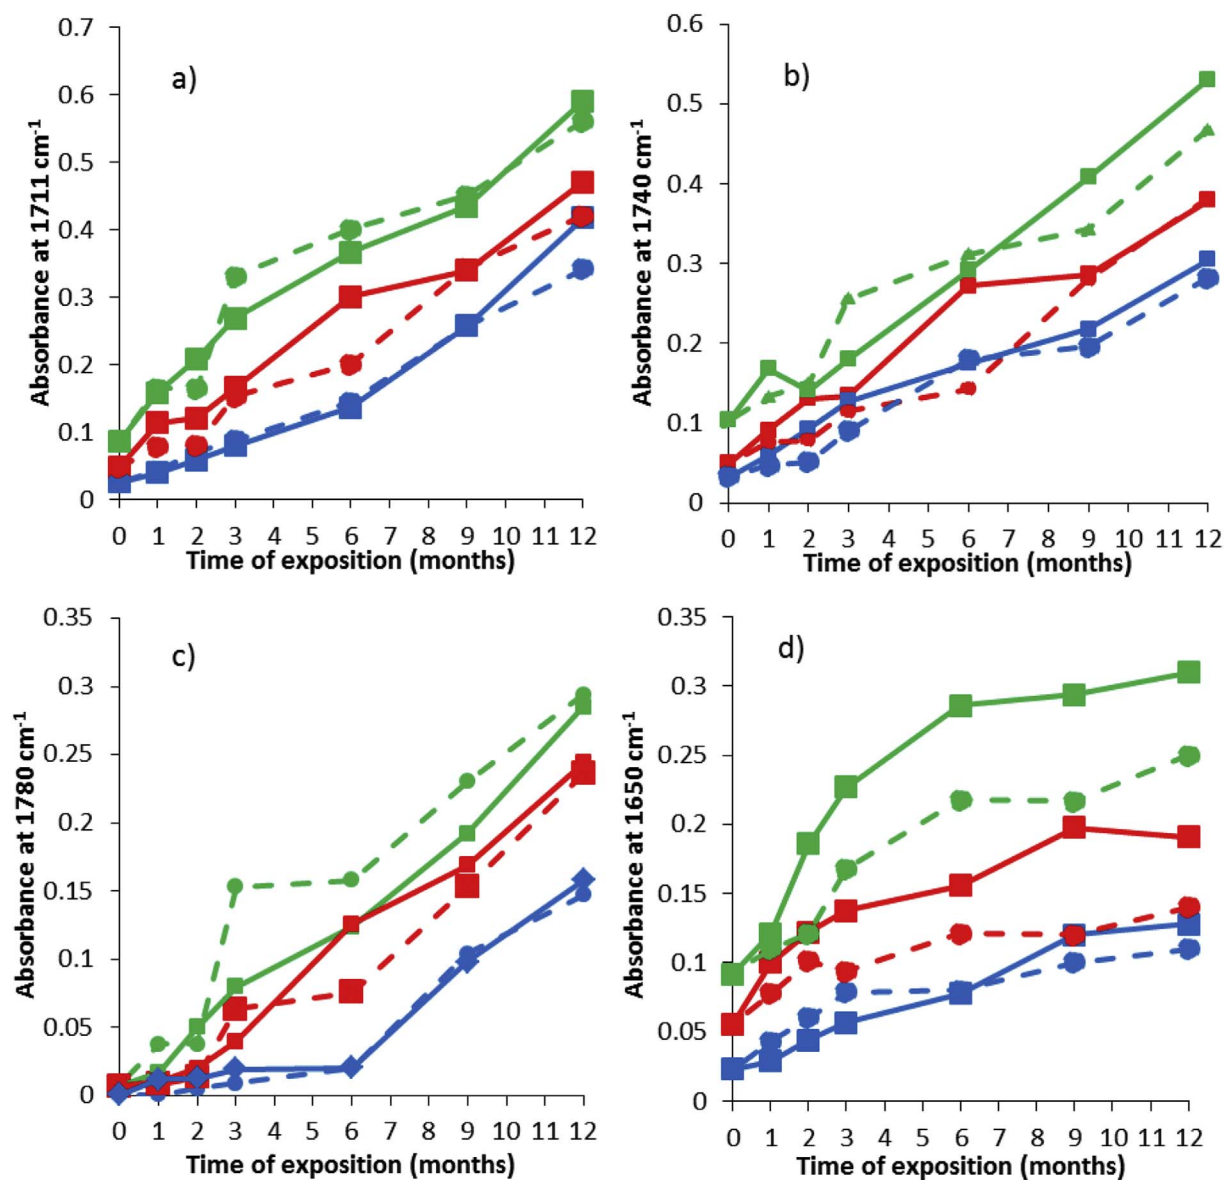 a)
Absorbance at 1711 cm⁻¹
0.7
0.6
0.5
0.4
0.3
0.2
0.1
0
0 1 2 3 4 5 6 7 8 9 10 11 12
Time of exposition (months)
b)
Absorbance at 1740 cm⁻¹
0.6
0.5
0.4
0.3
0.2
0.1
0
0 1 2 3 4 5 6 7 8 9 10 11 12
Time of exposition (months)
c)
Absorbance at 1780 cm⁻¹
0.35
0.3
0.25
0.2
0.15
0.1
0.05
0
0 1 2 3 4 5 6 7 8 9 10 11 12
Time of exposition (months)
d)
Absorbance at 1650 cm⁻¹
0.35
0.3
0.25
0.2
0.15
0.1
0.05
0
0 1 2 3 4 5 6 7 8 9 10 11 12
Time of exposition (months)